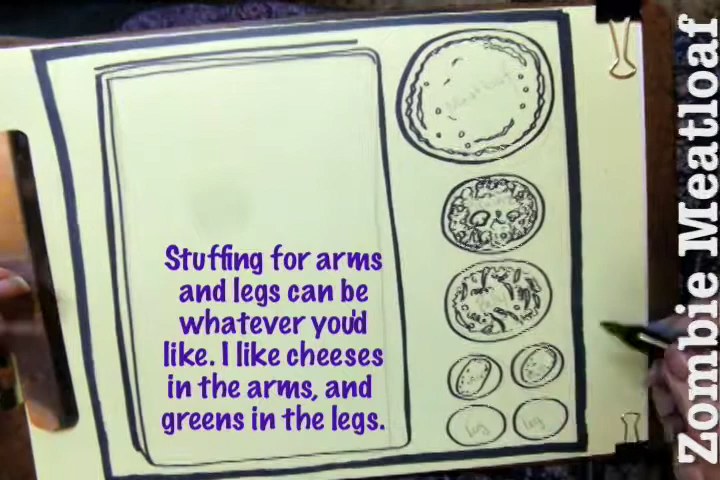 Stuffing for arms
and legs can be
whatever you'd
like. I like cheeses
in the arms, and
greens in the legs.
Zombie Meatloaf
leg
leg